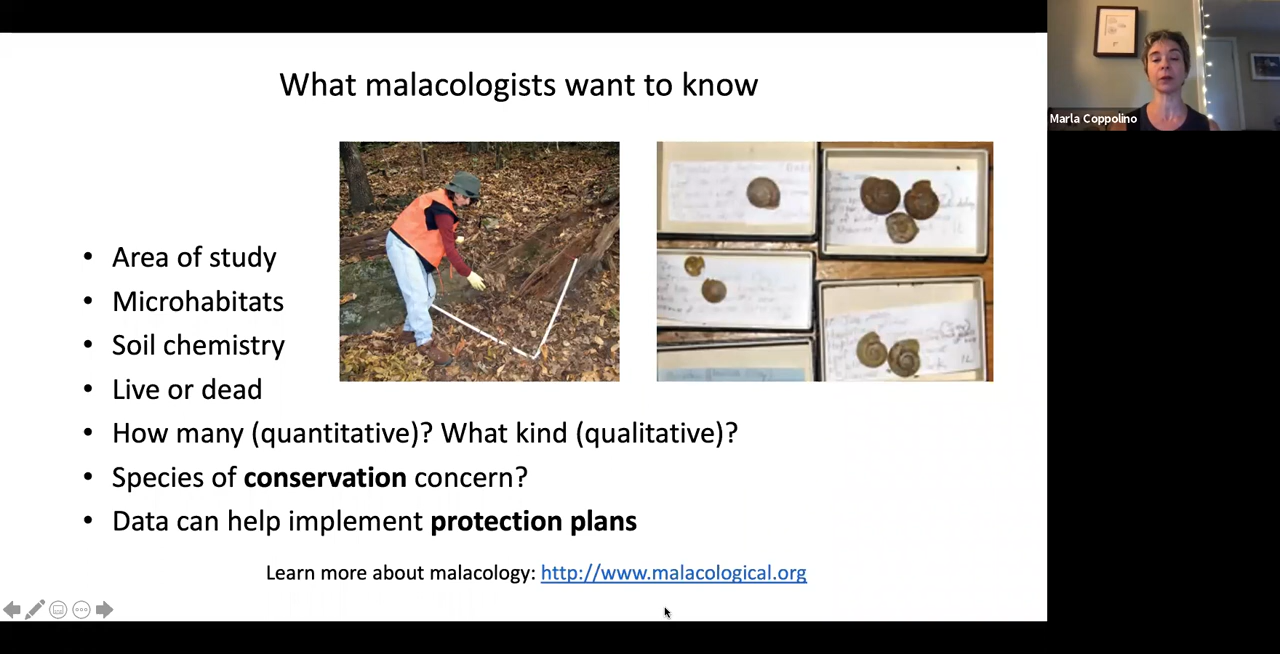 What malacologists want to know
Marla Coppolino
• Area of study
• Microhabitats
• Soil chemistry
• Live or dead
• How many (quantitative)? What kind (qualitative)?
• Species of conservation concern?
• Data can help implement protection plans
Learn more about malacology: http://www.malacological.org